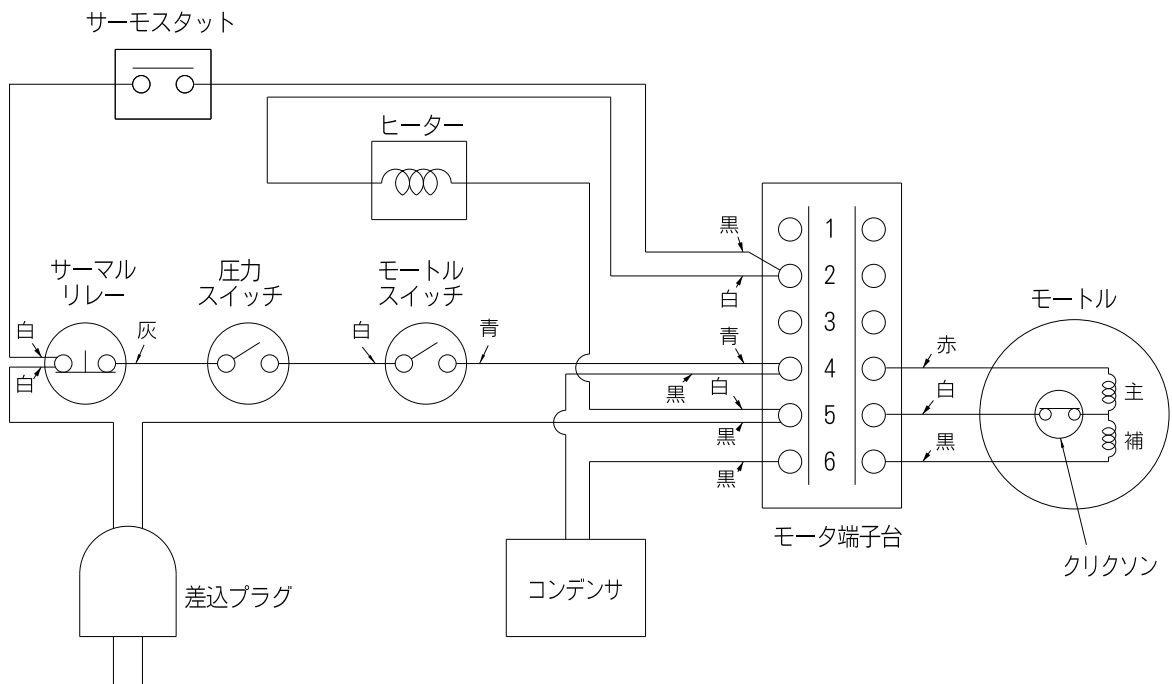 サーモスタット
ヒーター
黒
1
2
白
3
サーマル
リレー
圧力
スイッチ
モートル
スイッチ
モートル
白
灰
白
青
青
4
赤
白
黒
白
白
主
5
黒
黒
補
黒
6
モータ端子台
クリクソン
差込プラグ
コンデンサ